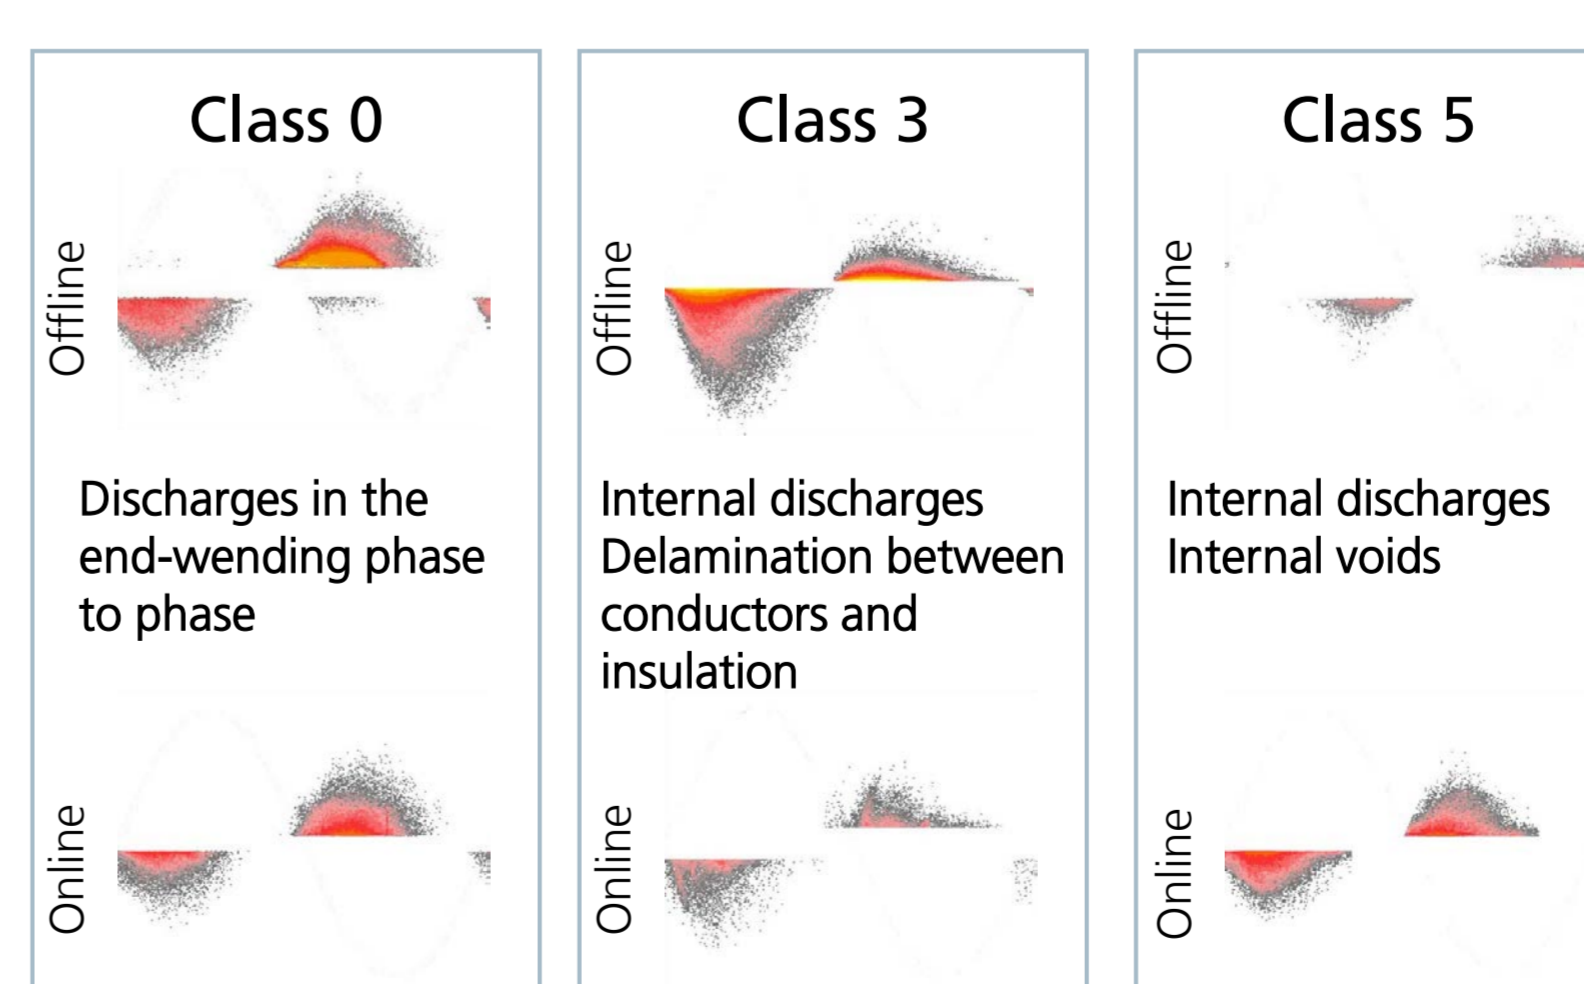 Class 0
Offline
Discharges in the
end-wending phase
to phase
Online
Class 3
Offline
Internal discharges
Delamination between
conductors and
insulation
Online
Class 5
Offline
Internal discharges
Internal voids
Online